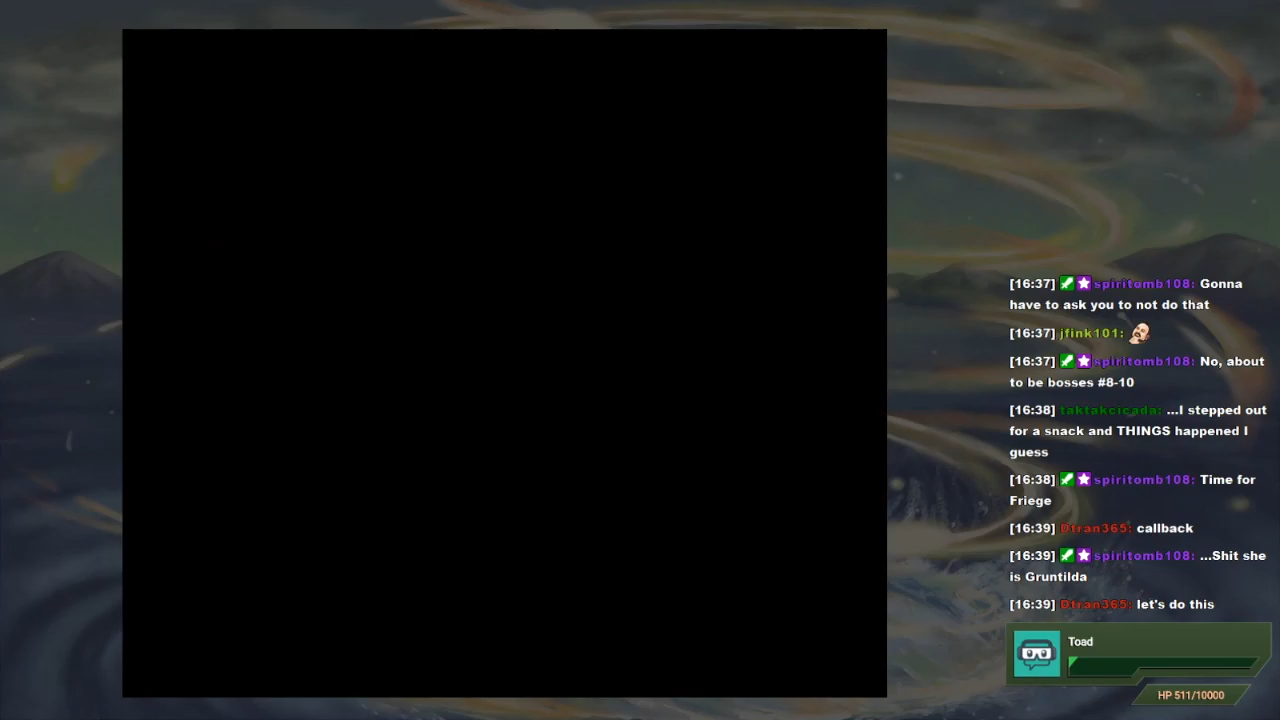 [16:37] spiritomb108: Gonna
have to ask you to not do that
[16:37] jfink101:
[16:37] spiritomb108: No, about
to be bosses #8-10
[16:38] taktakcicada: ...I stepped out
for a snack and THINGS happened I
guess
[16:38] spiritomb108: Time for
Friege
[16:39] Dtran365: callback
[16:39] spiritomb108: ...Shit she
is Gruntilda
[16:39] Dtran365: let's do this
Toad
HP 511/10000